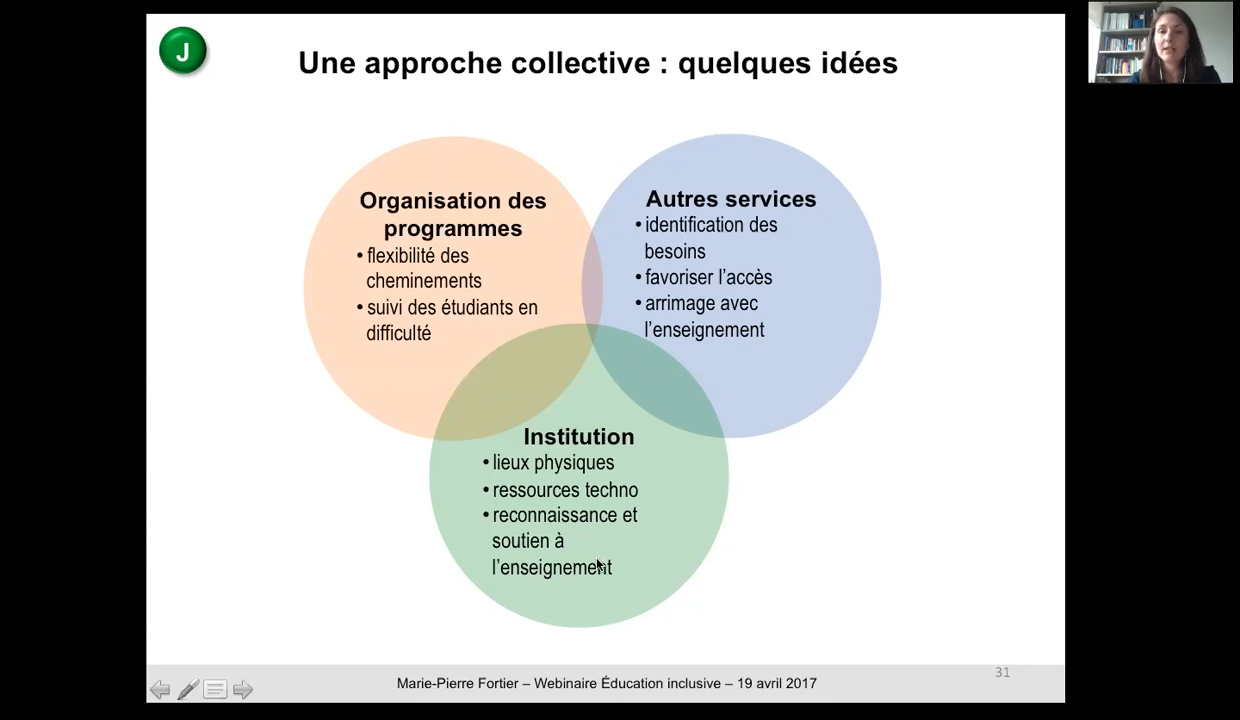 J
Une approche collective : quelques idées
Organisation des
programmes
• flexibilité des
cheminements
• suivi des étudiants en
difficulté
Autres services
• identification des
besoins
• favoriser l’accès
• arrimage avec
l’enseignement
Institution
• lieux physiques
• ressources techno
• reconnaissance et
soutien à
l’enseignement
Marie-Pierre Fortier – Webinaire Éducation inclusive – 19 avril 2017
31